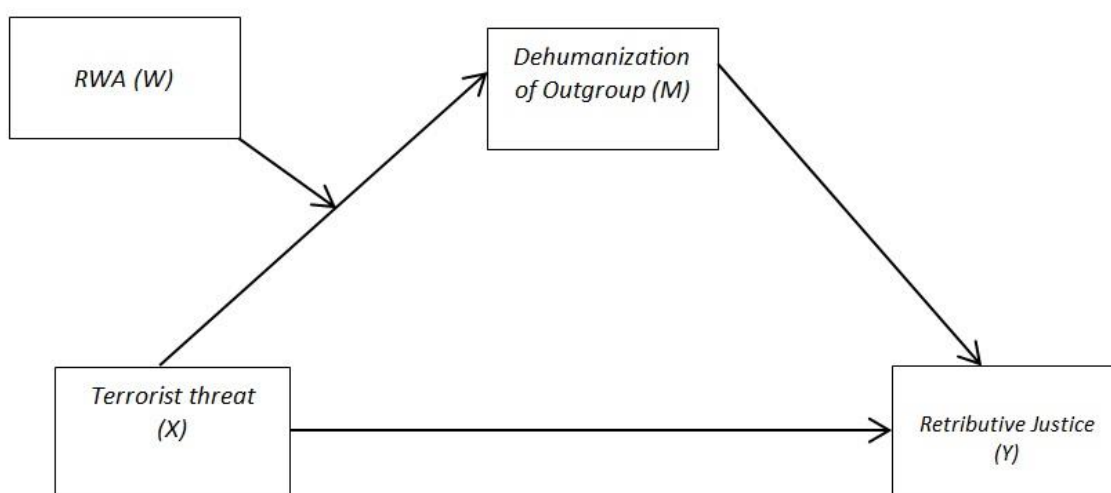 RWA (W)
Dehumanization
of Outgroup (M)
Terrorist threat
(X)
Retributive Justice
(Y)